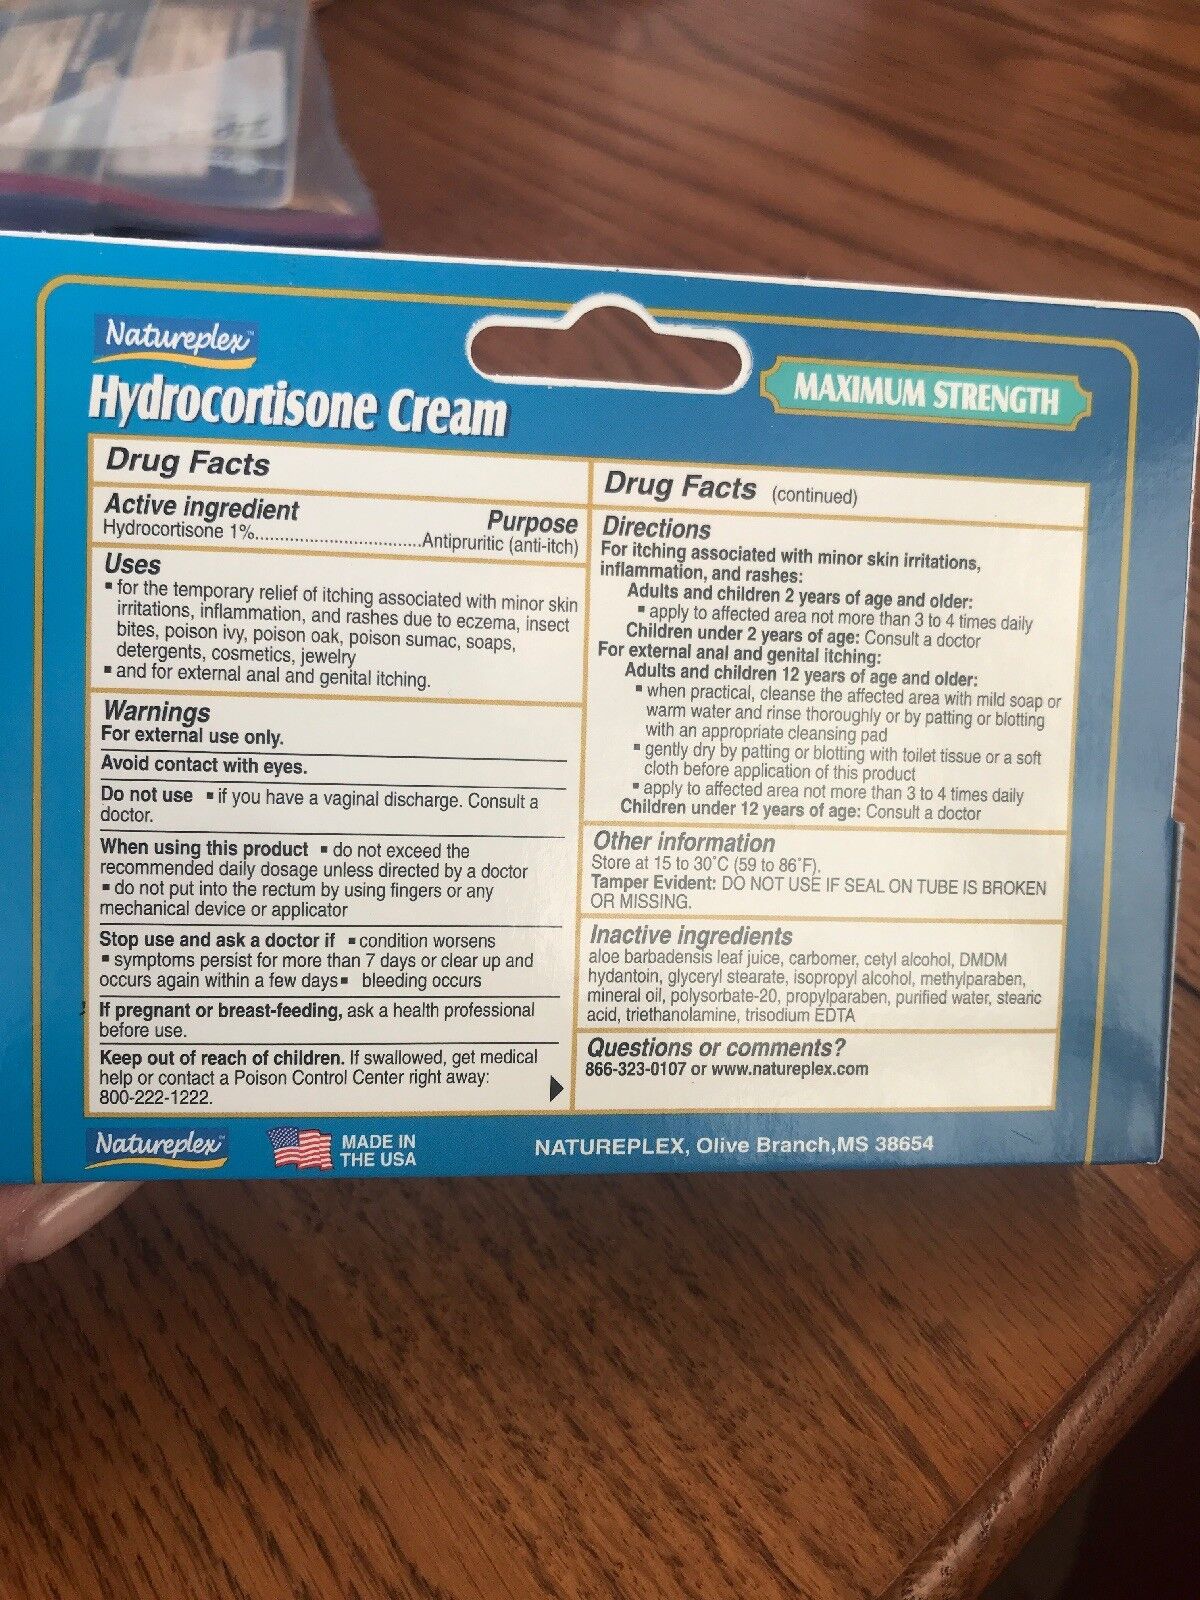 Natureplex™
Hydrocortisone Cream
MAXIMUM STRENGTH
Drug Facts
Active ingredient Purpose
Hydrocortisone 1%.................................Antipruritic (anti-itch)
Uses
▪ for the temporary relief of itching associated with minor skin
irritations, inflammation, and rashes due to eczema, insect
bites, poison ivy, poison oak, poison sumac, soaps,
detergents, cosmetics, jewelry
▪ and for external anal and genital itching.
Warnings
For external use only.
Avoid contact with eyes.
Do not use ▪ if you have a vaginal discharge. Consult a
doctor.
When using this product ▪ do not exceed the
recommended daily dosage unless directed by a doctor
▪ do not put into the rectum by using fingers or any
mechanical device or applicator
Stop use and ask a doctor if ▪ condition worsens
▪ symptoms persist for more than 7 days or clear up and
occurs again within a few days ▪ bleeding occurs
If pregnant or breast-feeding, ask a health professional
before use.
Keep out of reach of children. If swallowed, get medical
help or contact a Poison Control Center right away:
800-222-1222.
Drug Facts (continued)
Directions
For itching associated with minor skin irritations,
inflammation, and rashes:
Adults and children 2 years of age and older:
▪ apply to affected area not more than 3 to 4 times daily
Children under 2 years of age: Consult a doctor
For external anal and genital itching:
Adults and children 12 years of age and older:
▪ when practical, cleanse the affected area with mild soap or
warm water and rinse thoroughly or by patting or blotting
with an appropriate cleansing pad
▪ gently dry by patting or blotting with toilet tissue or a soft
cloth before application of this product
▪ apply to affected area not more than 3 to 4 times daily
Children under 12 years of age: Consult a doctor
Other information
Store at 15 to 30˚C (59 to 86˚F).
Tamper Evident: DO NOT USE IF SEAL ON TUBE IS BROKEN
OR MISSING.
Inactive ingredients
aloe barbadensis leaf juice, carbomer, cetyl alcohol, DMDM
hydantoin, glyceryl stearate, isopropyl alcohol, methylparaben,
mineral oil, polysorbate-20, propylparaben, purified water, stearic
acid, triethanolamine, trisodium EDTA
Questions or comments?
866-323-0107 or www.natureplex.com
Natureplex™
MADE IN
THE USA
NATUREPLEX, Olive Branch,MS 38654